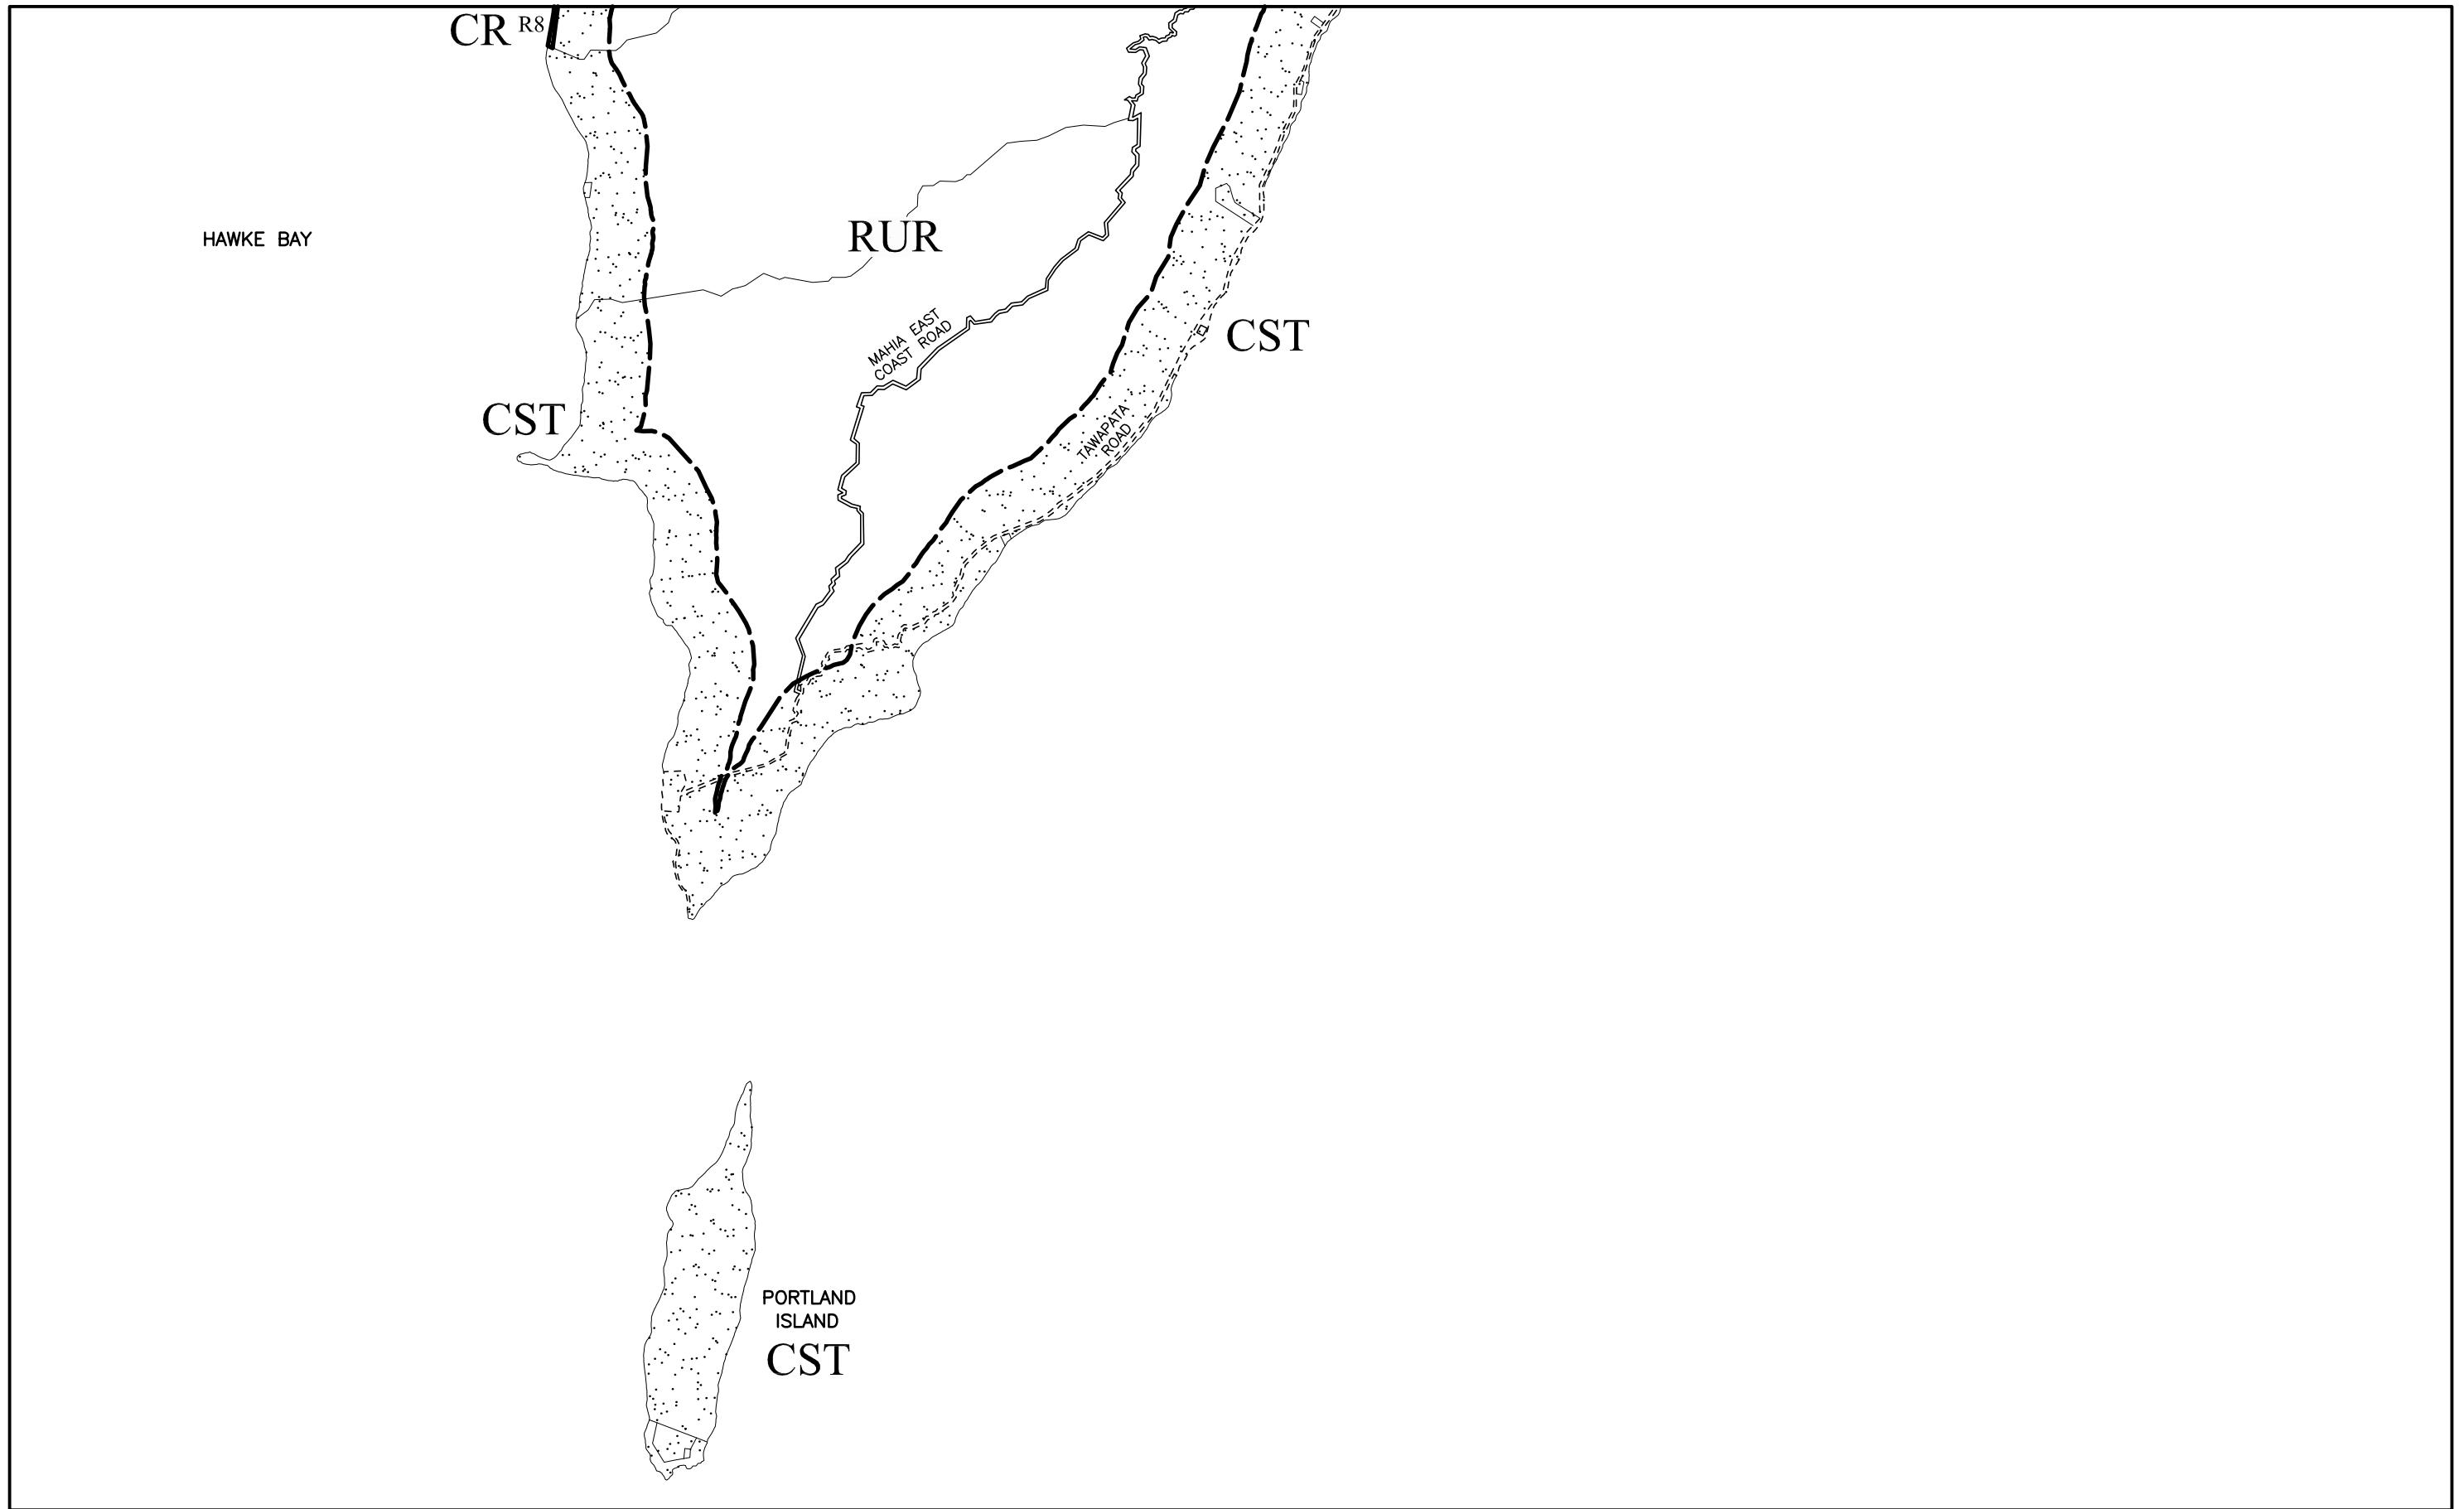 CR R8
HAWKE BAY
RUR
MAHIA EAST
COAST ROAD
CST
CST
TAWAPATA
ROAD
PORTLAND
ISLAND
CST